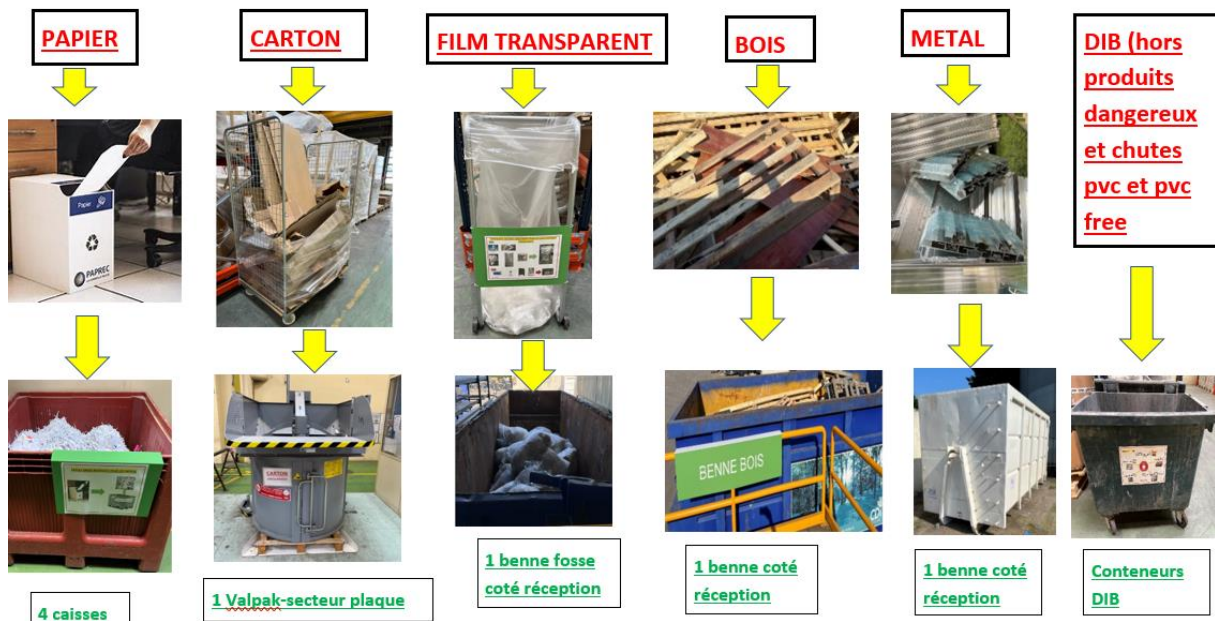 PAPIER
CARTON
FILM TRANSPARENT
BOIS
METAL
DIB (hors
produits
dangereux
et chutes
pvc et pvc
free
Papier
PAPREC
CARTON
BENNE BOIS
4 caisses
1 Valpak-secteur plaque
1 benne fosse
coté réception
1 benne coté
réception
1 benne coté
réception
Conteneurs
DIB